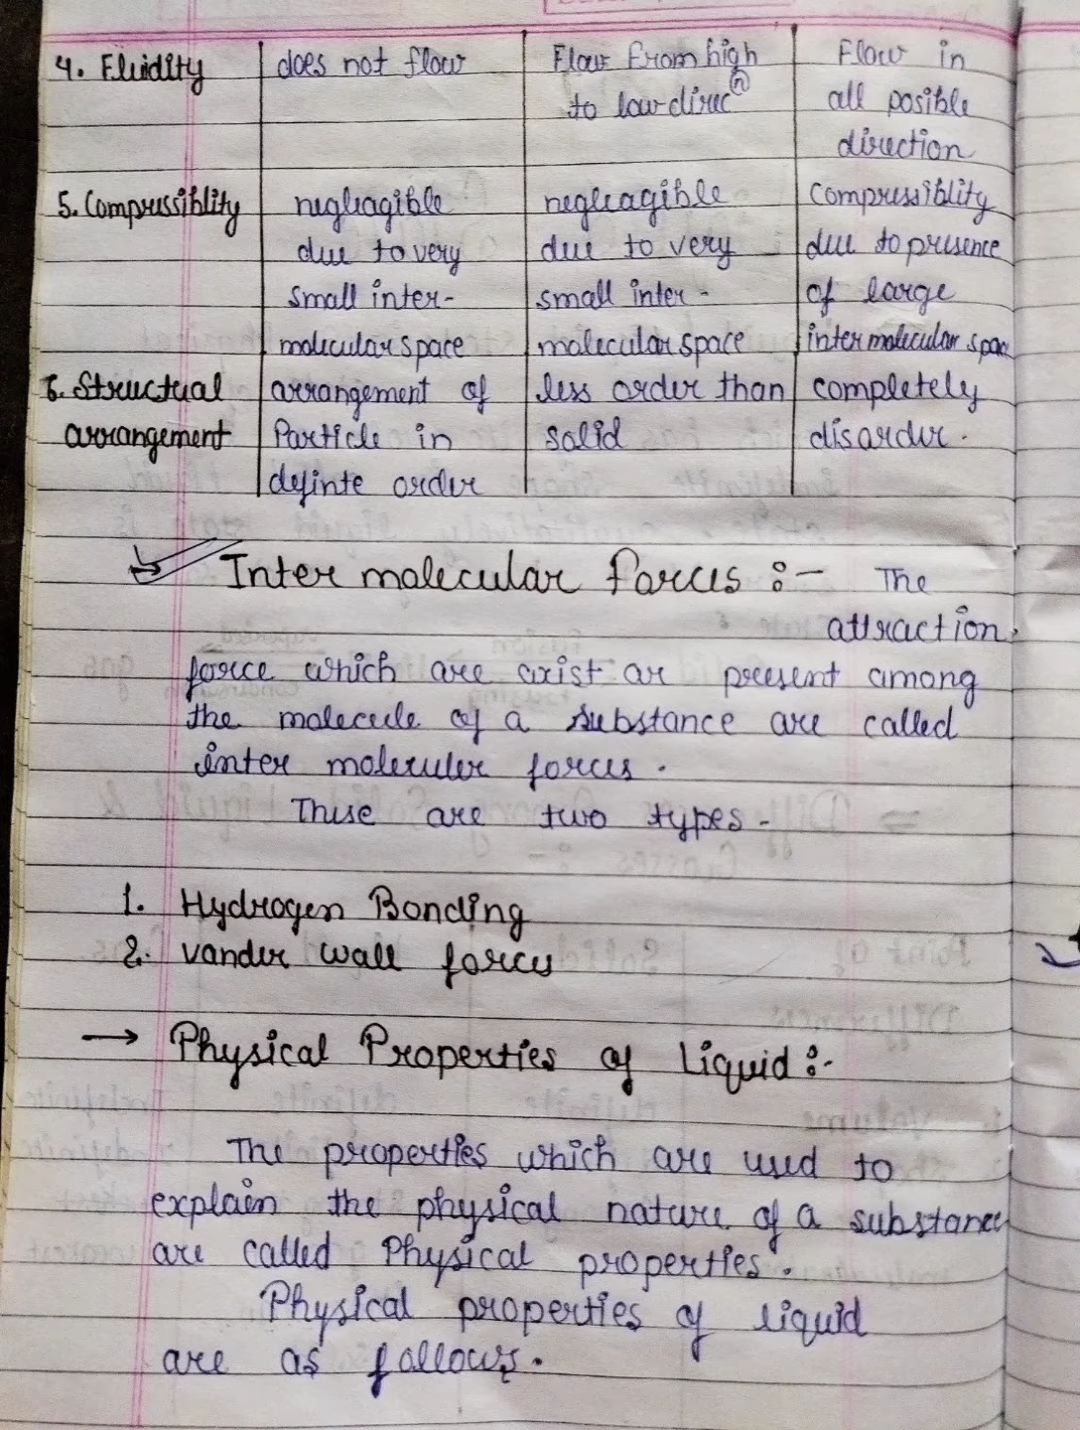 4. Fluidity does not flow Flow from high Flow in
to low direcⁿ all posible
direction
5. Compressiblity negleagible negleagible Compressiblity
due to very due to very due to presence
small inter- small inter- of large
molecular space molecular space inter molecular spac
6. Structual arrangement of less order than completely
arrangement Particle in solid disorder.
definte order
Inter molecular forces :- The
attraction
force which are exist or present among
the molecule of a substance are called
inter moleculer forces.
These are two types -
1. Hydrogen Bonding
2. vander wall forces
→ Physical Properties of Liquid :-
The properties which are used to
explain the physical nature of a substance
are called Physical properties.
Physical properties of liquid
are as follows.